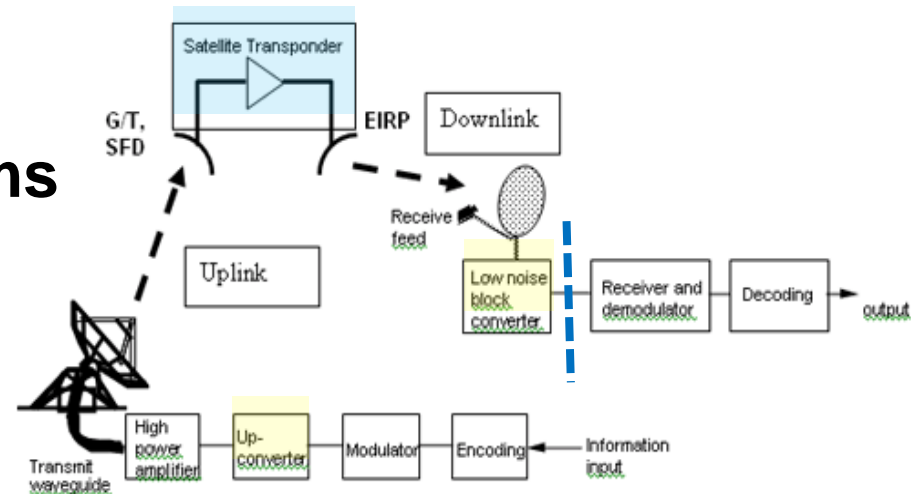 Satellite Transponder
G/T,
SFD
EIRP
Downlink
ns
Receive
feed
Uplink
Low noise
block
converter
Receiver and
demodulator
Decoding
output
High
power
amplifier
Up-
converter
Modulator
Encoding
Information
input
Transmit
waveguide